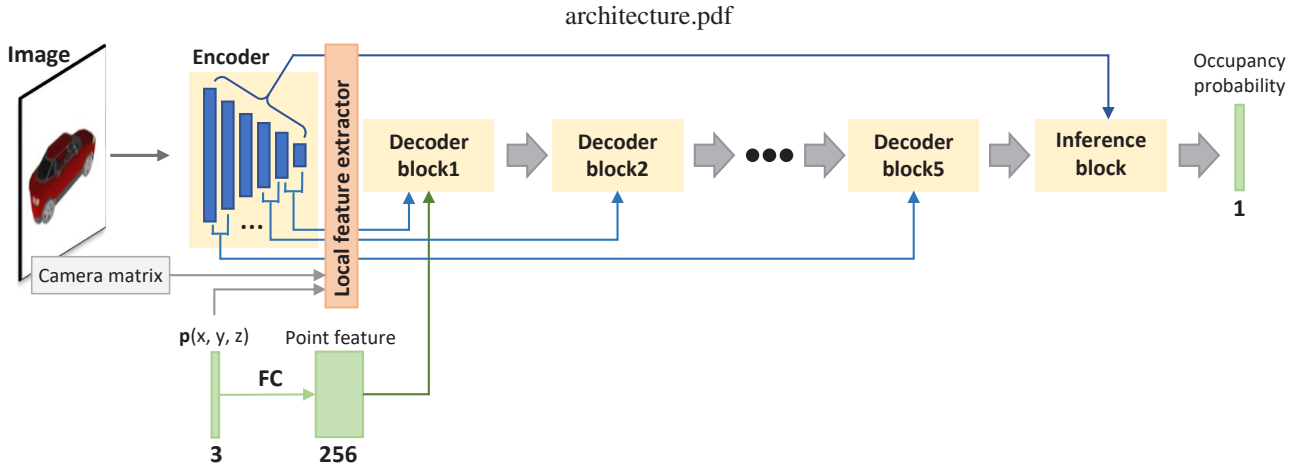 architecture.pdf
Image
Encoder
Local feature extractor
Occupancy
probability
Decoder
block1
Decoder
block2
●●●
Decoder
block5
Inference
block
1
...
Camera matrix
p(x, y, z)
Point feature
FC
3
256